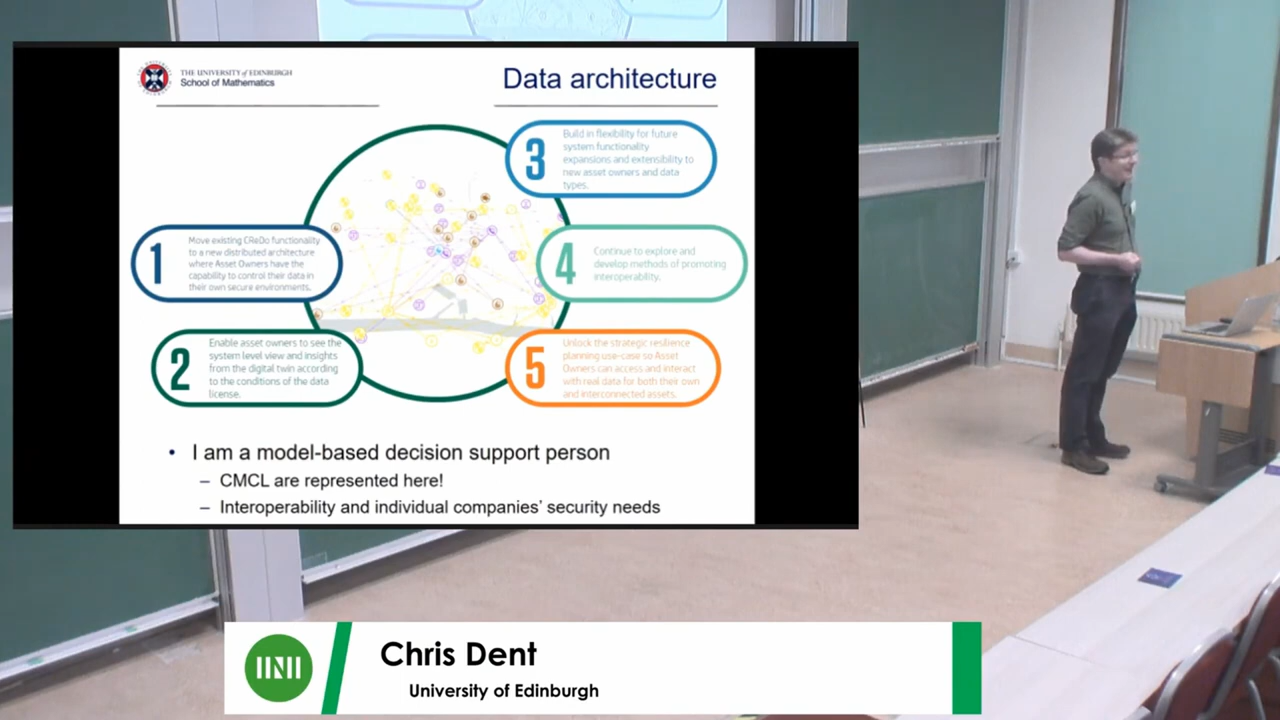 THE UNIVERSITY of EDINBURGH
School of Mathematics
Data architecture
1
Move existing CReDo functionality
to a new distributed architecture
where Asset Owners have the
capability to control their data in
their own secure environments.
2
Enable asset owners to see the
system level view and insights
from the digital twin according
to the conditions of the data
license.
3
Build in flexibility for future
system functionality
expansions and extensibility to
new asset owners and data
types.
4
Continue to explore and
develop methods of promoting
interoperability.
5
Unlock the strategic resilience
planning use-case so Asset
Owners can access and interact
with real data for both their own
and interconnected assets.
• I am a model-based decision support person
– CMCL are represented here!
– Interoperability and individual companies' security needs
Chris Dent
University of Edinburgh